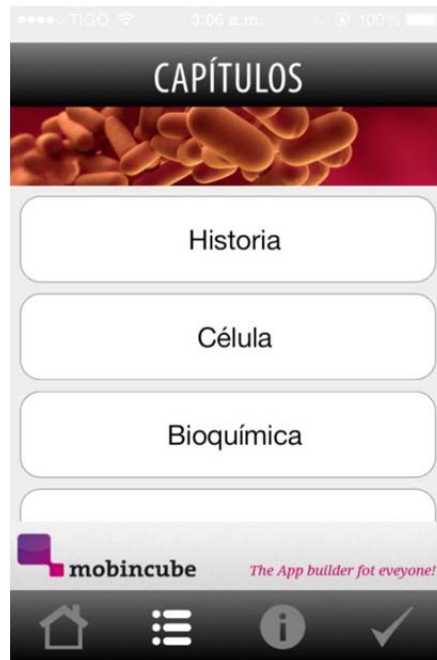 TIGO 3:06 a.m. 100%
CAPÍTULOS
Historia
Célula
Bioquímica
mobincube
The App builder fot eveyone!